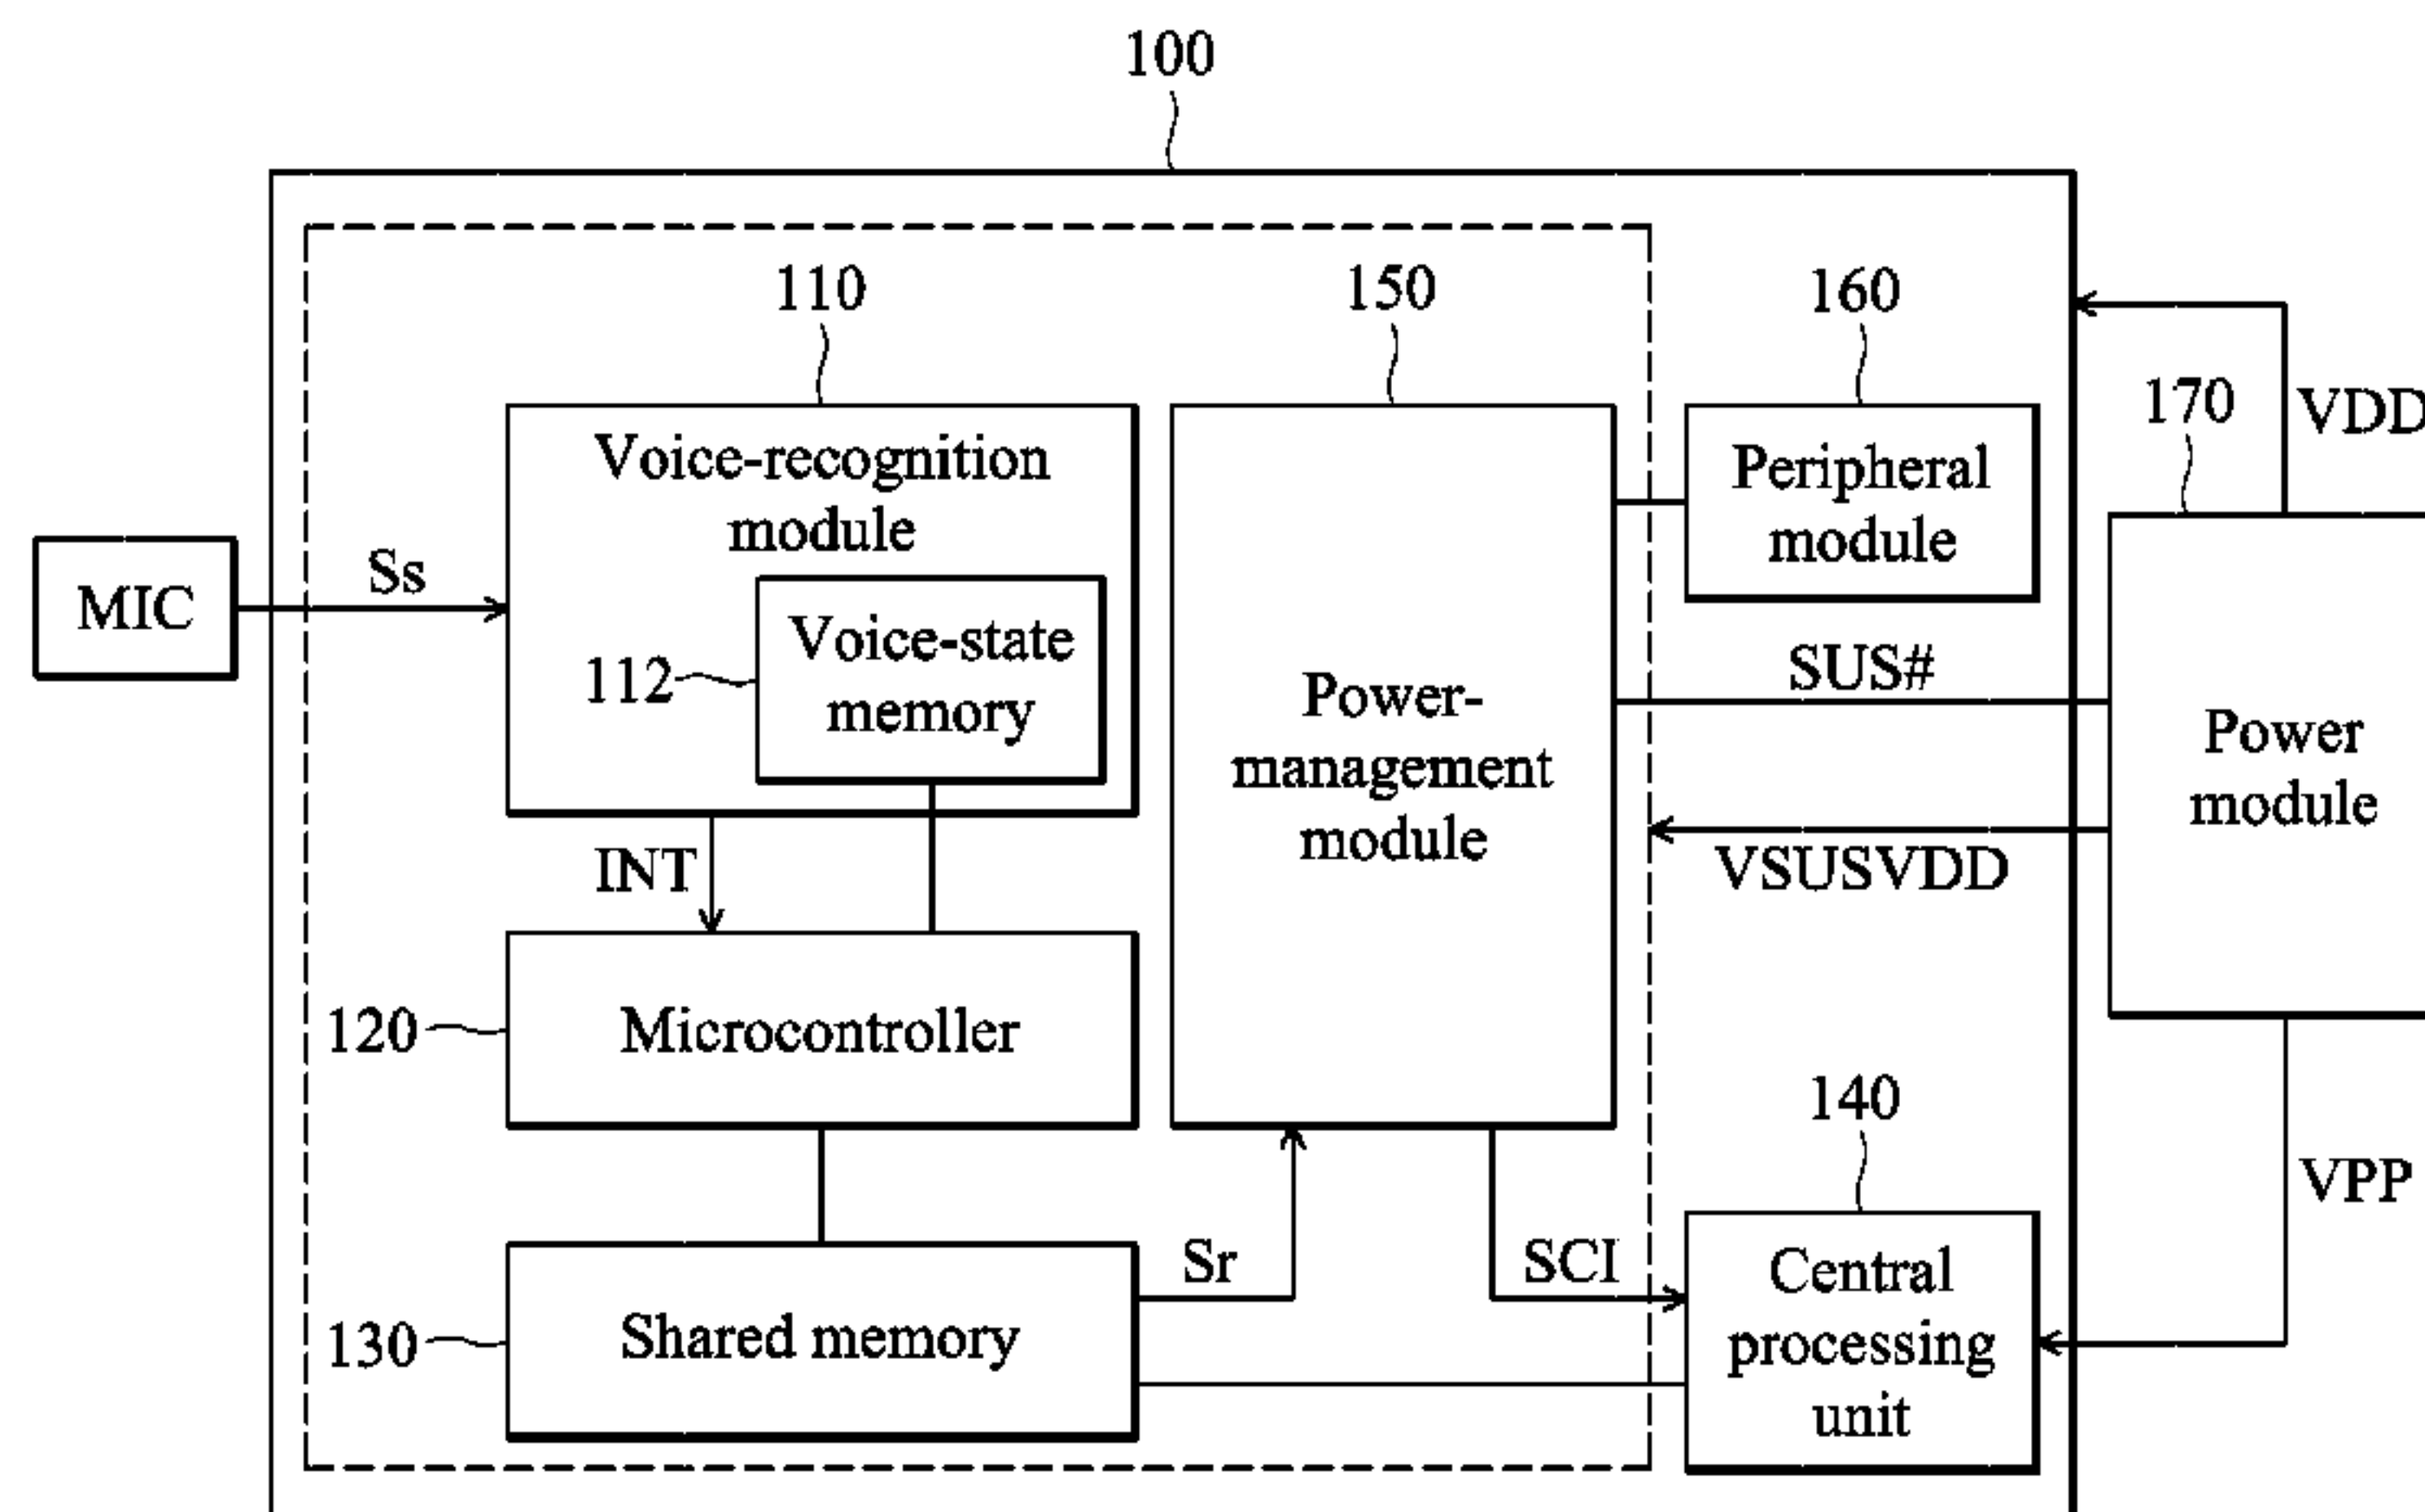 100
110
150
160
170
VDD
Voice-recognition
module
Peripheral
module
MIC
Ss
112
Voice-state
memory
SUS#
Power-
management
module
Power
module
VSUSVDD
INT
120
Microcontroller
140
VPP
Sr
SCI
130
Shared memory
Central
processing
unit